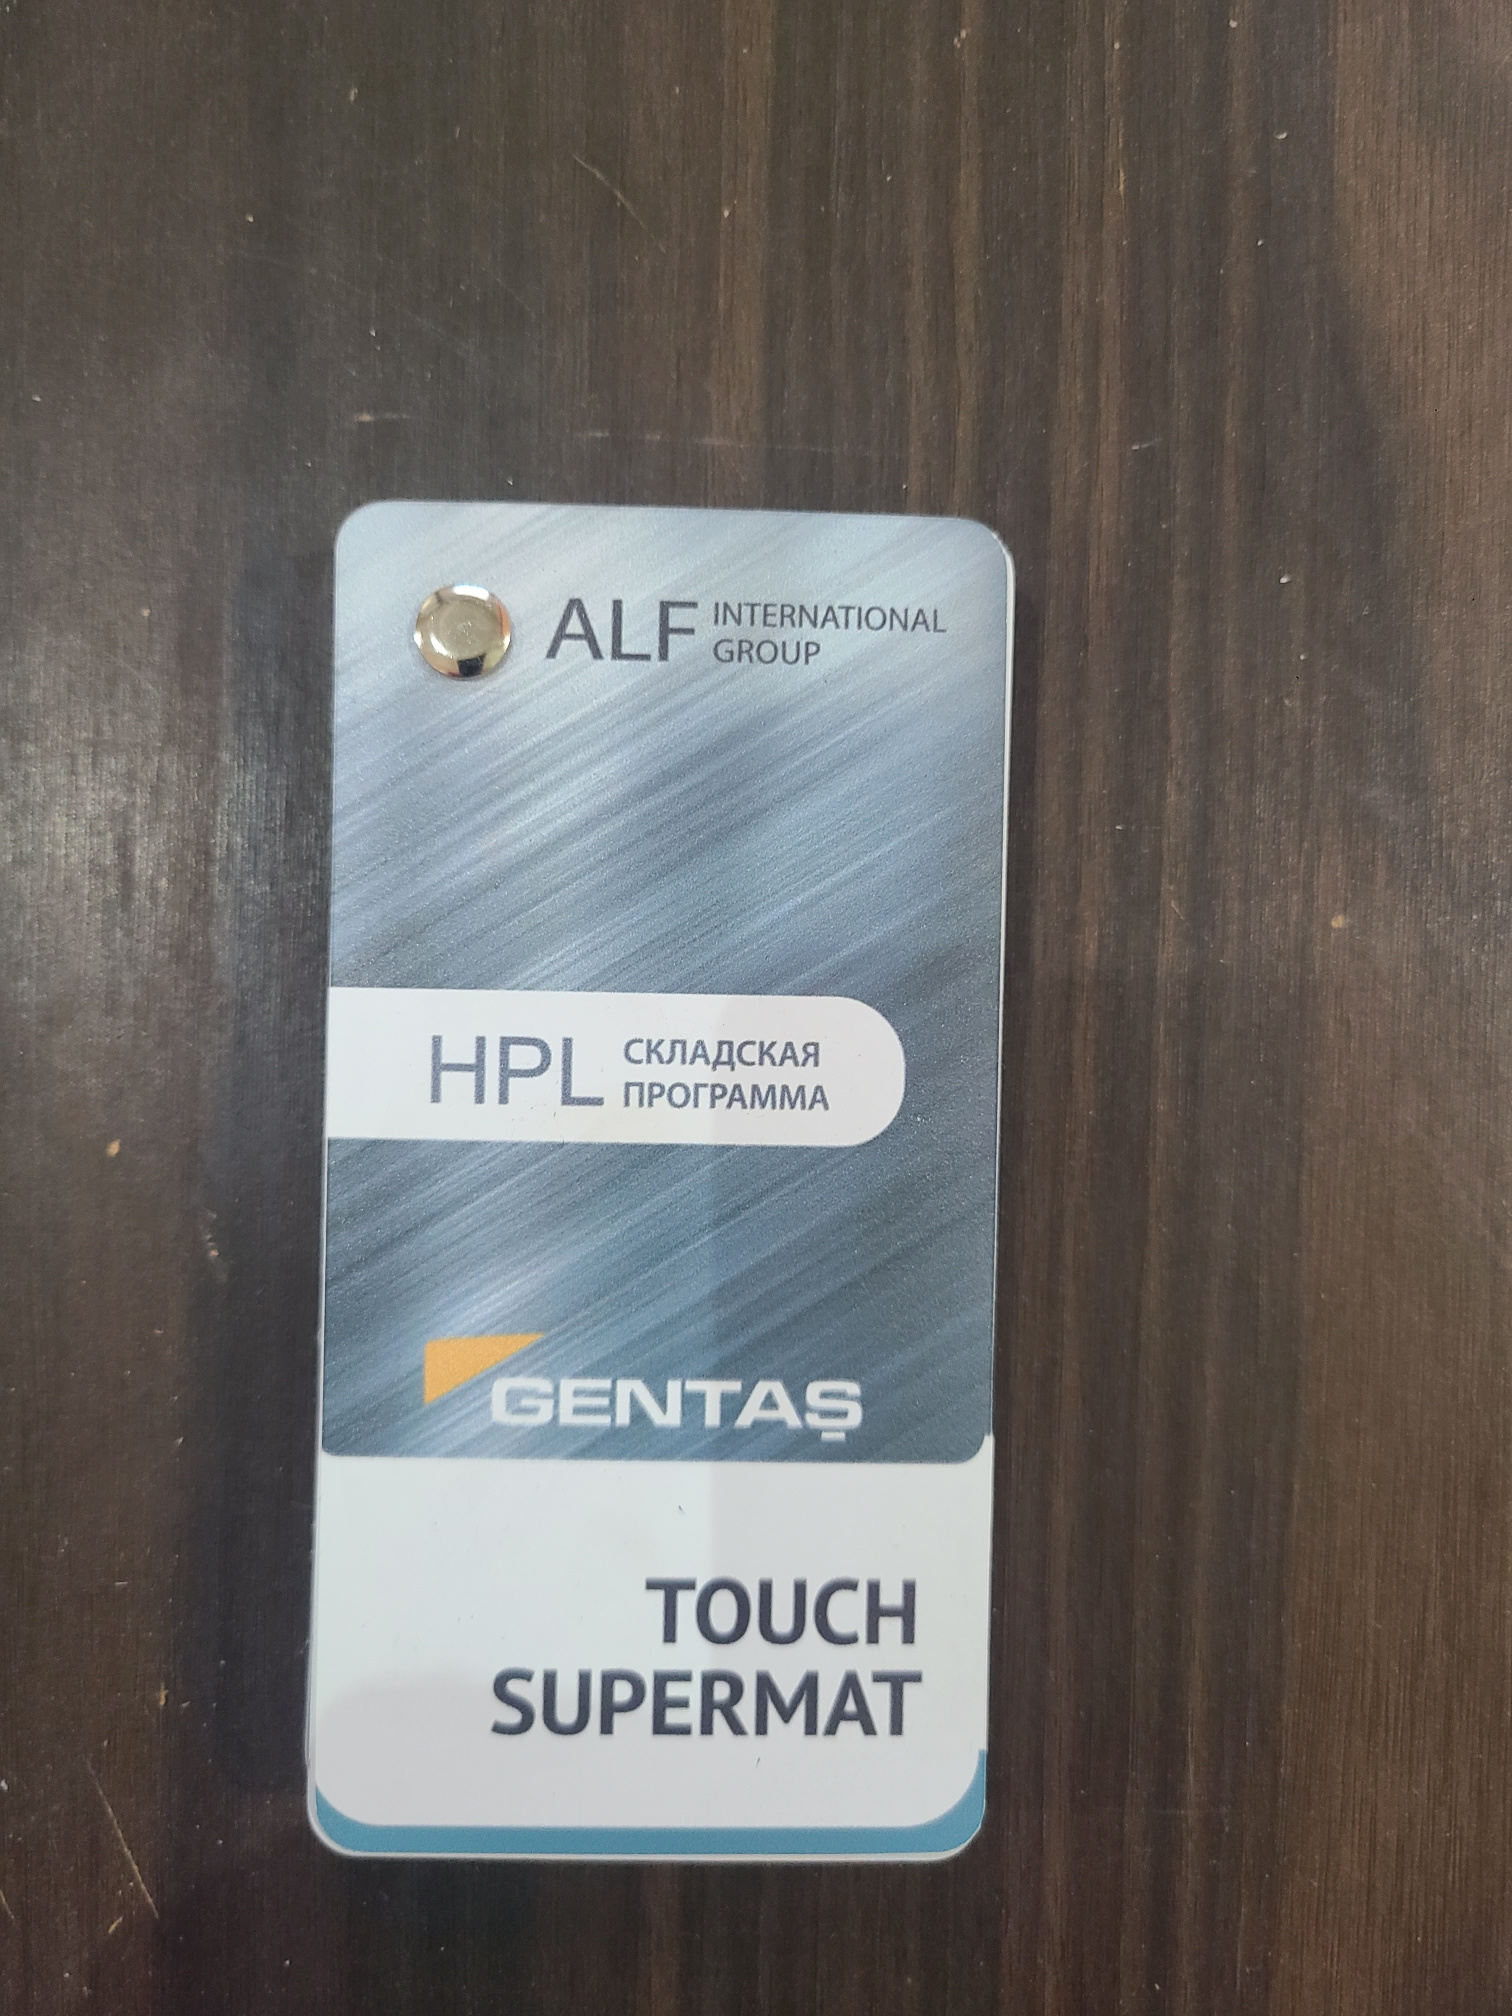 ALF INTERNATIONAL
GROUP
HPL СКЛАДСКАЯ
ПРОГРАММА
GENTAŞ
TOUCH
SUPERMAT